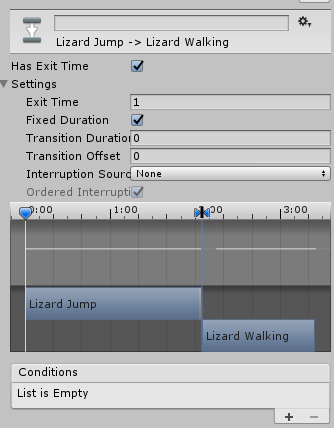 Lizard Jump -> Lizard Walking
Has Exit Time
Settings
Exit Time 1
Fixed Duration
Transition Duration 0
Transition Offset 0
Interruption Sourc None
Ordered Interrupti
0:00 1:00 2:00 3:00
Lizard Jump
Lizard Walking
Conditions
List is Empty
+ −